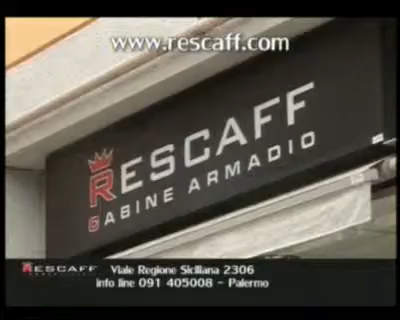 www.rescaff.com
RESCAFF
CABINE ARMADIO
RESCAFF
Viale Regione Siciliana 2306
info line 091 405008 - Palermo